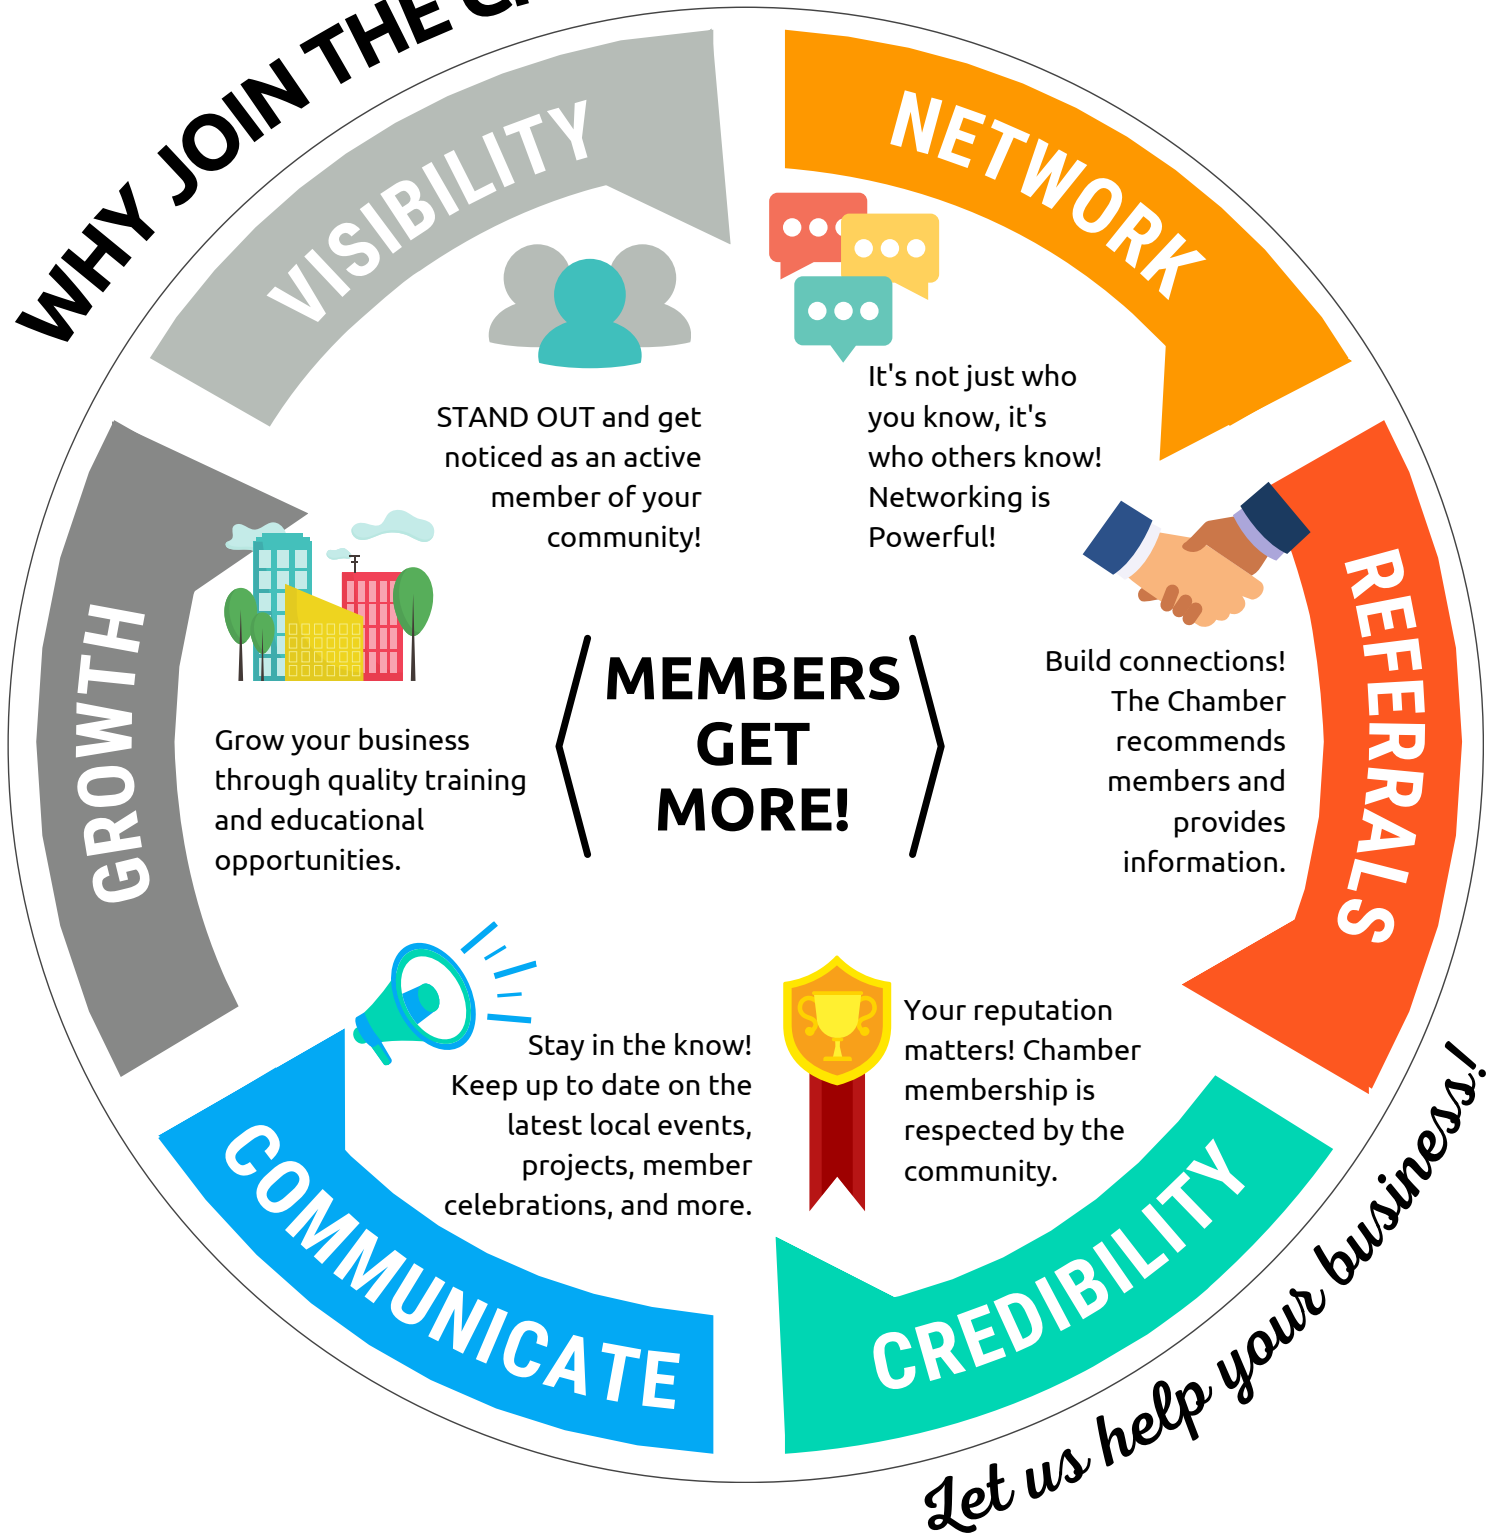 WHY JOIN THE
VISIBILITY
STAND OUT and get
noticed as an active
member of your
community!
NETWORK
It's not just who
you know, it's
who others know!
Networking is
Powerful!
REFERRALS
Build connections!
The Chamber
recommends
members and
provides
information.
CREDIBILITY
Your reputation
matters! Chamber
membership is
respected by the
community.
COMMUNICATE
Stay in the know!
Keep up to date on the
latest local events,
projects, member
celebrations, and more.
GROWTH
Grow your business
through quality training
and educational
opportunities.
MEMBERS
GET
MORE!
Let us help your business!